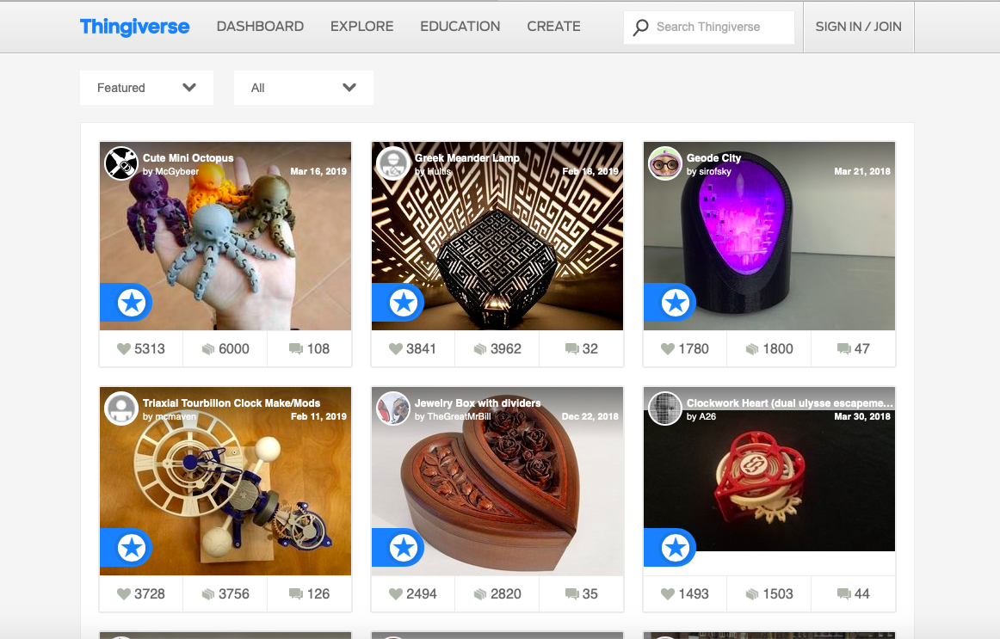 Thingiverse
DASHBOARD
EXPLORE
EDUCATION
CREATE
Search Thingiverse
SIGN IN / JOIN
Featured
All
Cute Mini Octopus
by McGybeer
Mar 16, 2019
5313
6000
108
Greek Meander Lamp
by Hultis
Feb 18, 2019
3841
3962
32
Geode City
by sirofsky
Mar 21, 2018
1780
1800
47
Triaxial Tourbillon Clock Make/Mods
by mcmaven
Feb 11, 2019
3728
3756
126
Jewelry Box with dividers
by TheGreatMrBill
Dec 22, 2018
2494
2820
35
Clockwork Heart (dual ulysse escapeme...
by A26
Mar 30, 2018
1493
1503
44